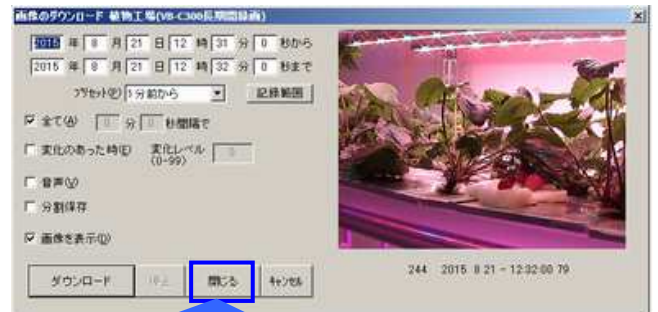 画像のダウンロード 植物工場(VB-C300長期間録画)
2015 年 8 月 21 日 12 時 31 分 0 秒から
2015 年 8 月 21 日 12 時 32 分 0 秒まで
プリセット(P) 1分前から 記録範囲
全て(A) 0 分 0 秒間隔で
変化のあった時(E) 変化レベル (0-99)
音声(V)
分割保存
画像を表示(D)
ダウンロード 停止 閉じる キャンセル
244 2015 8 21 - 12:32:00 79